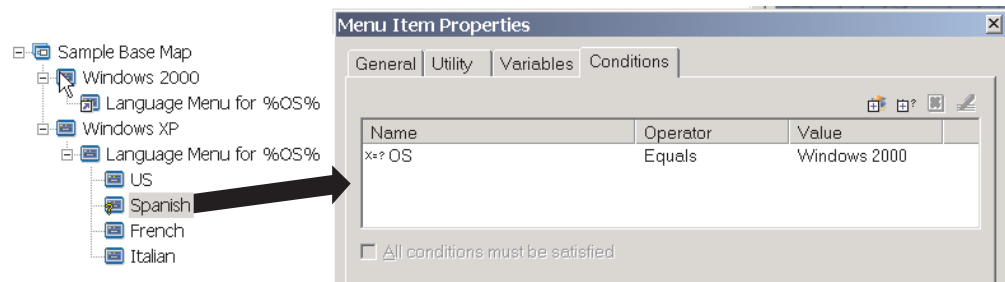 Sample Base Map
Windows 2000
Language Menu for %OS%
Windows XP
Language Menu for %OS%
US
Spanish
French
Italian
Menu Item Properties
General Utility Variables Conditions
Name Operator Value
X=? OS Equals Windows 2000
All conditions must be satisfied